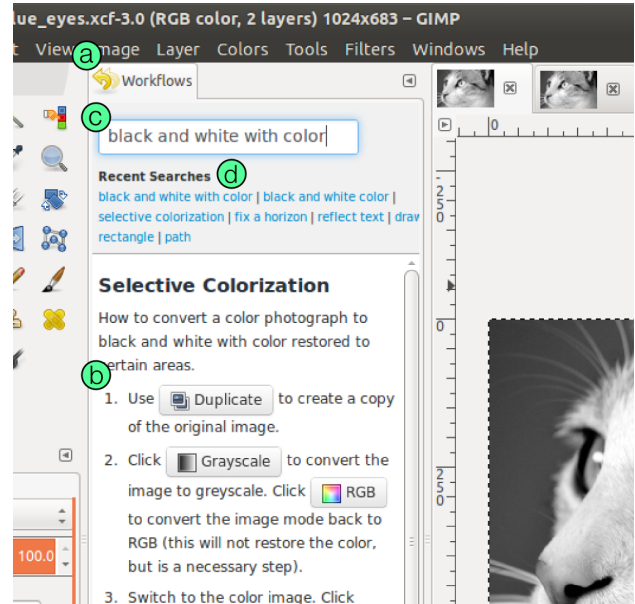 lue_eyes.xcf-3.0 (RGB color, 2 layers) 1024x683 – GIMP
View Image Layer Colors Tools Filters Windows Help
a
Workflows
c
black and white with color
0
Recent Searches
d
black and white with color | black and white color |
selective colorization | fix a horizon | reflect text | draw
rectangle | path
250
Selective Colorization
How to convert a color photograph to
black and white with color restored to
certain areas.
0
b
1. Use Duplicate to create a copy
of the original image.
2. Click Grayscale to convert the
image to greyscale. Click RGB
to convert the image mode back to
RGB (this will not restore the color,
but is a necessary step).
250
100.0
3. Switch to the color image. Click